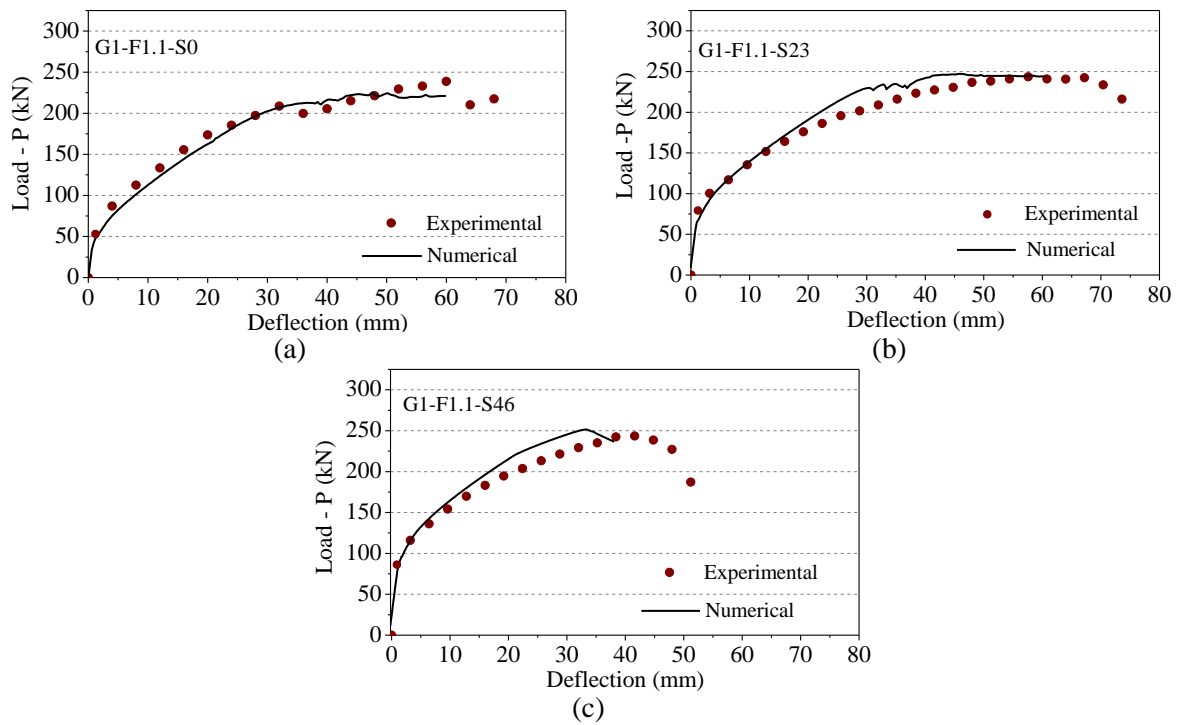 300
G1-F1.1-S0
250
200
150
100
50
0
Load - P (kN)
Experimental
Numerical
0 10 20 30 40 50 60 70 80
Deflection (mm)
(a)
300
G1-F1.1-S23
250
200
150
100
50
0
Load -P (kN)
Experimental
Numerical
0 10 20 30 40 50 60 70 80
Deflection (mm)
(b)
300
G1-F1.1-S46
250
200
150
100
50
0
Load - P (kN)
Experimental
Numerical
0 10 20 30 40 50 60 70 80
Deflection (mm)
(c)